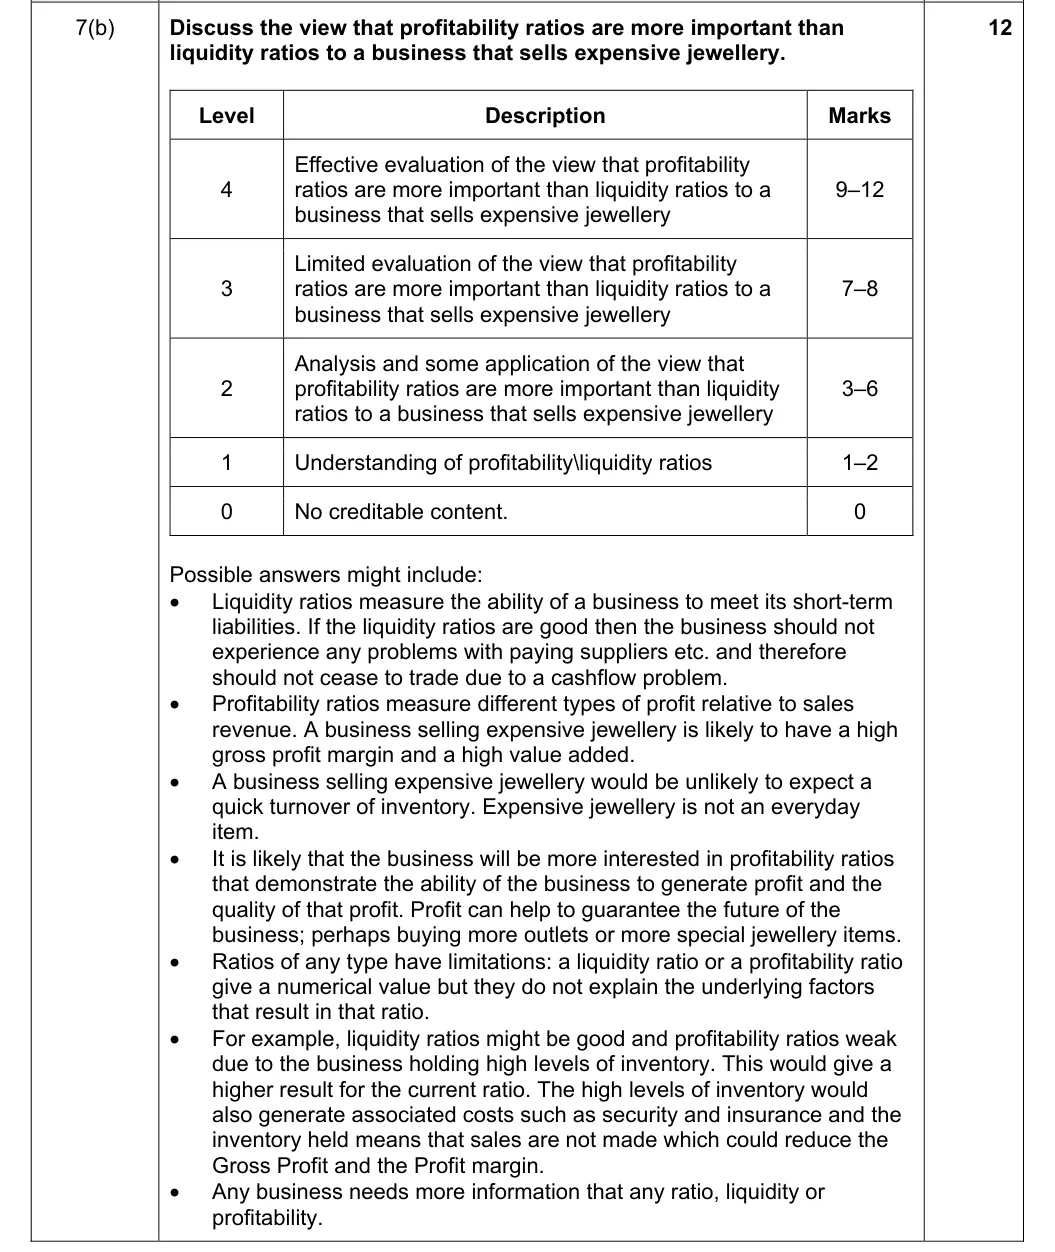 7(b)
Discuss the view that profitability ratios are more important than
liquidity ratios to a business that sells expensive jewellery.
12
Level Description Marks
4
Effective evaluation of the view that profitability
ratios are more important than liquidity ratios to a
business that sells expensive jewellery
9–12
3
Limited evaluation of the view that profitability
ratios are more important than liquidity ratios to a
business that sells expensive jewellery
7–8
2
Analysis and some application of the view that
profitability ratios are more important than liquidity
ratios to a business that sells expensive jewellery
3–6
1 Understanding of profitability\liquidity ratios 1–2
0 No creditable content. 0
Possible answers might include:
• Liquidity ratios measure the ability of a business to meet its short-term
liabilities. If the liquidity ratios are good then the business should not
experience any problems with paying suppliers etc. and therefore
should not cease to trade due to a cashflow problem.
• Profitability ratios measure different types of profit relative to sales
revenue. A business selling expensive jewellery is likely to have a high
gross profit margin and a high value added.
• A business selling expensive jewellery would be unlikely to expect a
quick turnover of inventory. Expensive jewellery is not an everyday
item.
• It is likely that the business will be more interested in profitability ratios
that demonstrate the ability of the business to generate profit and the
quality of that profit. Profit can help to guarantee the future of the
business; perhaps buying more outlets or more special jewellery items.
• Ratios of any type have limitations: a liquidity ratio or a profitability ratio
give a numerical value but they do not explain the underlying factors
that result in that ratio.
• For example, liquidity ratios might be good and profitability ratios weak
due to the business holding high levels of inventory. This would give a
higher result for the current ratio. The high levels of inventory would
also generate associated costs such as security and insurance and the
inventory held means that sales are not made which could reduce the
Gross Profit and the Profit margin.
• Any business needs more information that any ratio, liquidity or
profitability.